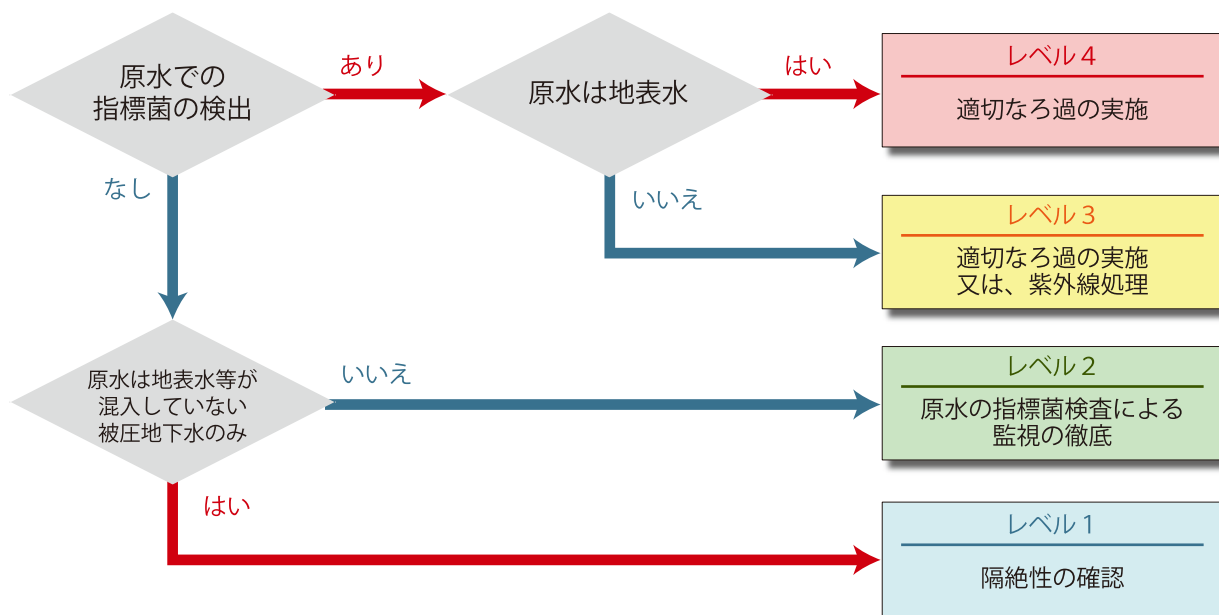 原水での
指標菌の検出
あり
原水は地表水
はい
レベル４
適切なろ過の実施
なし
いいえ
レベル３
適切なろ過の実施
又は、紫外線処理
原水は地表水等が
混入していない
被圧地下水のみ
いいえ
レベル２
原水の指標菌検査による
監視の徹底
はい
レベル１
隔絶性の確認